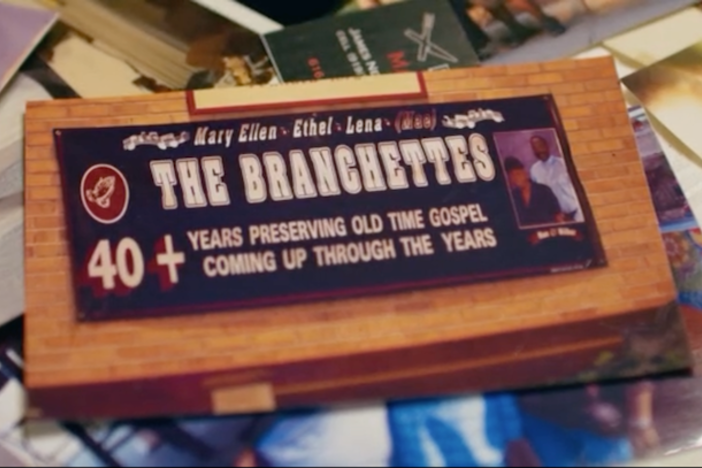 Mary Ellen · Ethel · Lena · (Mae)
THE BRANCHETTES
40+ YEARS PRESERVING OLD TIME GOSPEL
COMING UP THROUGH THE YEARS